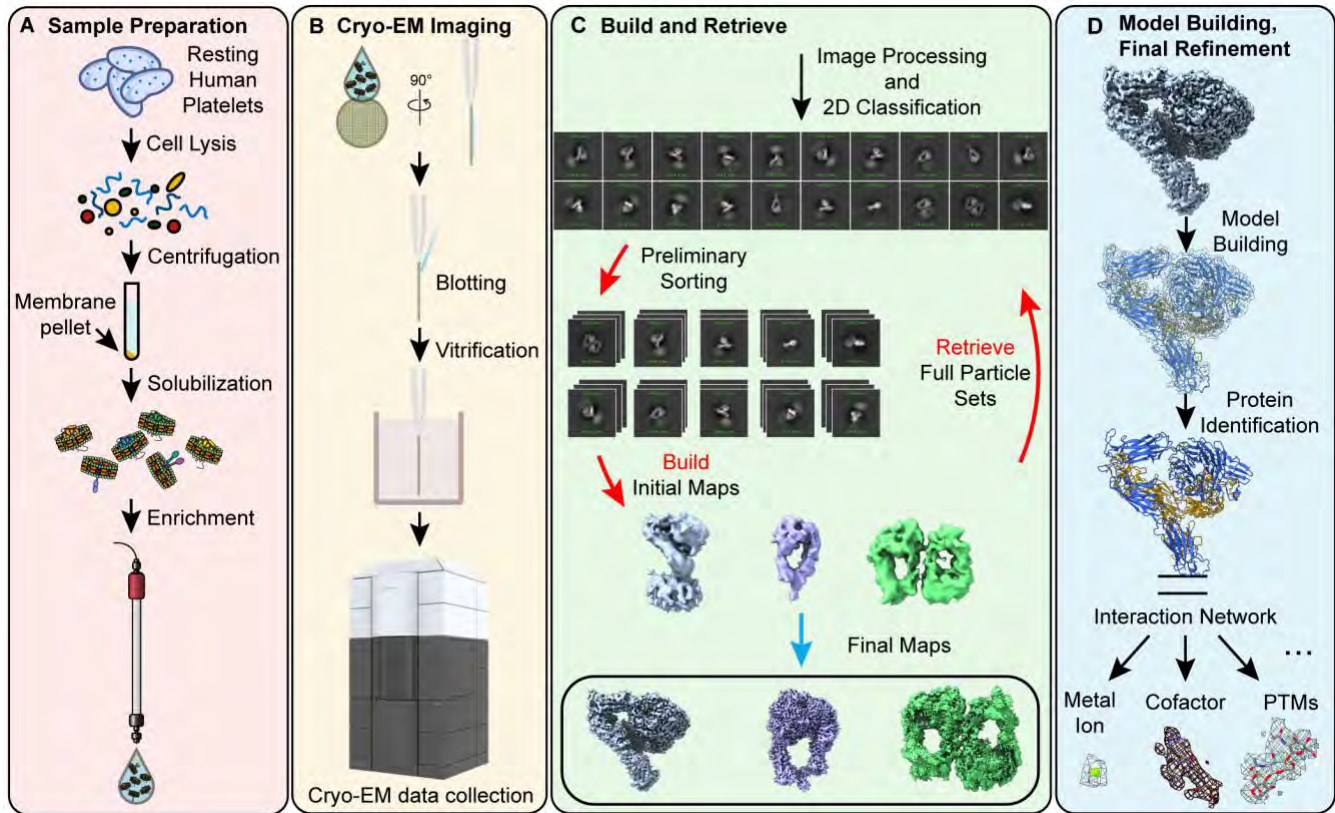 A Sample Preparation
Resting
Human
Platelets
Cell Lysis
Centrifugation
Membrane
pellet
Solubilization
Enrichment
B Cryo-EM Imaging
90°
Blotting
Vitrification
Cryo-EM data collection
C Build and Retrieve
Image Processing
and
2D Classification
Preliminary
Sorting
Retrieve
Full Particle
Sets
Build
Initial Maps
Final Maps
D Model Building,
Final Refinement
Model
Building
Protein
Identification
Interaction Network
...
Metal
Ion
Cofactor
PTMs